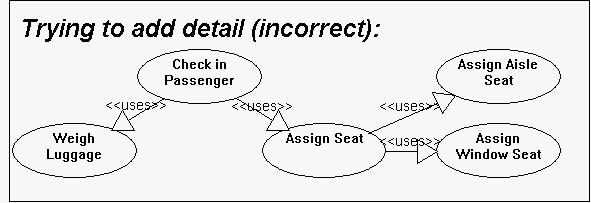 Trying to add detail (incorrect):
Check in
Passenger
Assign Aisle
Seat
<<uses>>
<<uses>>
<<uses>>
Weigh
Luggage
Assign Seat
<<uses>>
Assign
Window Seat